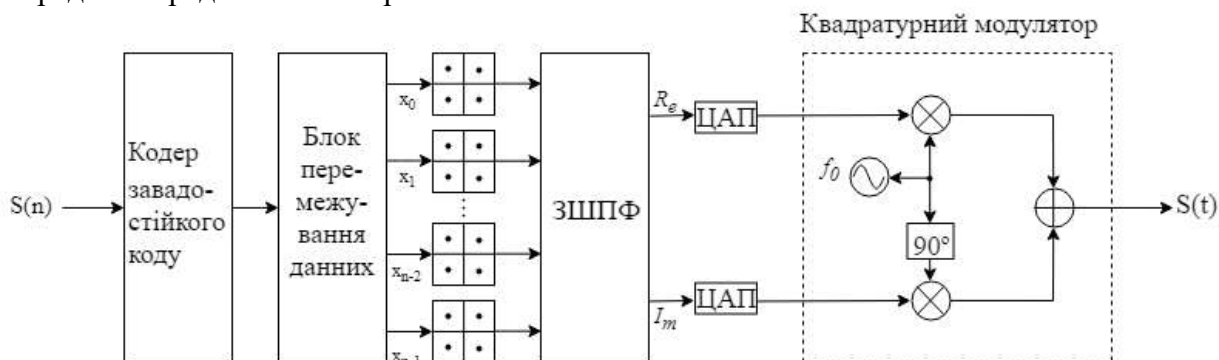 Квадратурний модулятор
S(n)
Кодер
завадо-
стійкого
коду
Блок
пере-
межу-
вання
данних
x0
x1
⋮
xn-2
xn-1
ЗШПФ
Re
Im
ЦАП
ЦАП
f0
90°
S(t)